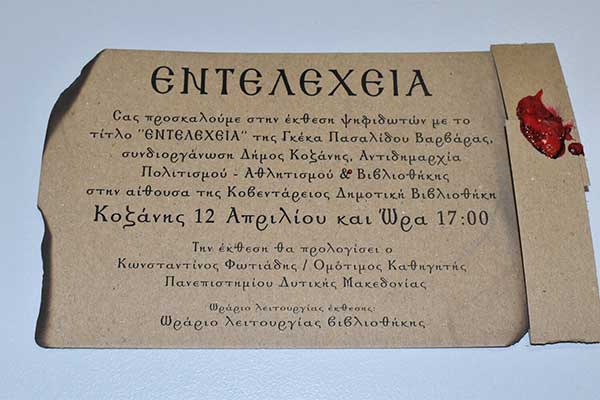 ΕΝΤΕΛΕΧΕΙΑ
Σας προσκαλούμε στην έκθεση ψηφιδωτών με το
τίτλο "ΕΝΤΕΛΕΧΕΙΑ" της Γκέκα Πασαλίδου Βαρβάρας,
συνδιοργάνωση Δήμος Κοζάνης, Αντιδημαρχία
Πολιτισμού - Αθλητισμού & Βιβλιοθήκης
στην αίθουσα της Κοβεντάρειος Δημοτική Βιβλιοθήκη
Κοζάνης 12 Απριλίου και Ώρα 17:00
Την έκθεση θα προλογίσει ο
Κωνσταντίνος Φωτιάδης / Ομότιμος Καθηγητής
Πανεπιστημίου Δυτικής Μακεδονίας
Ωράριο λειτουργίας έκθεσης:
Ωράριο λειτουργίας βιβλιοθήκης